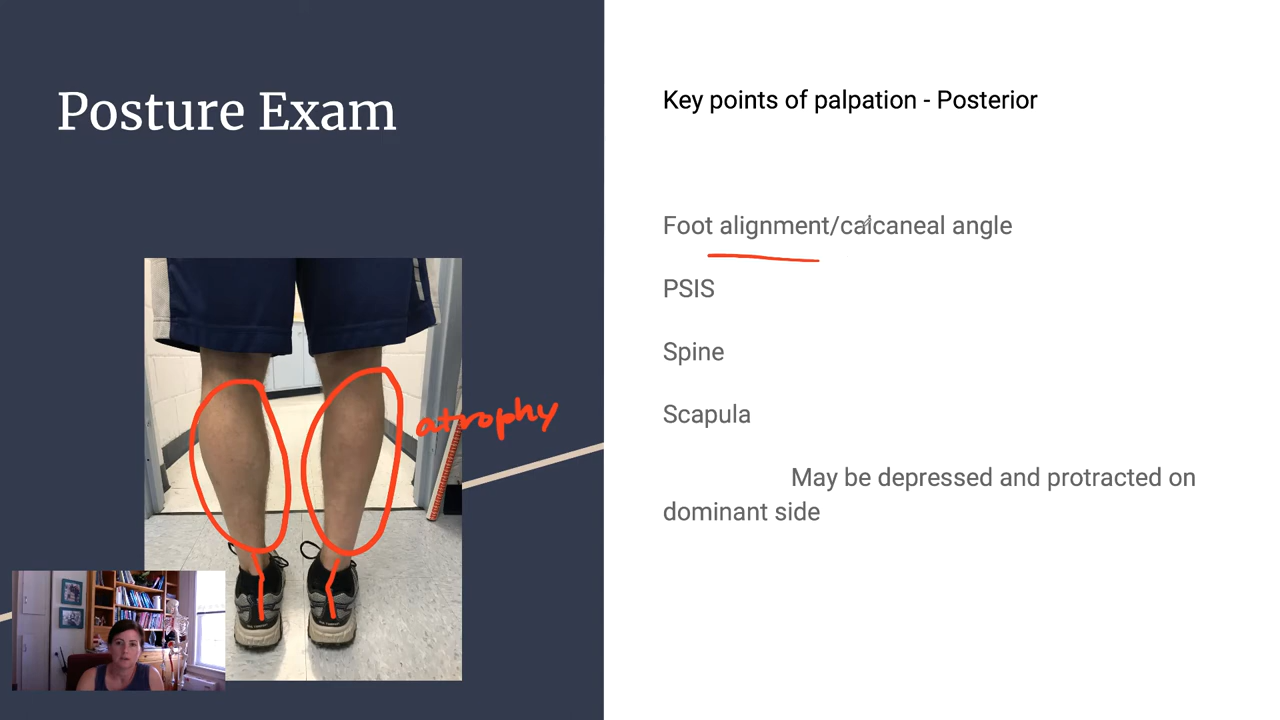 Posture Exam
Key points of palpation - Posterior
Foot alignment/calcaneal angle
PSIS
Spine
Scapula
May be depressed and protracted on
dominant side
atrophy